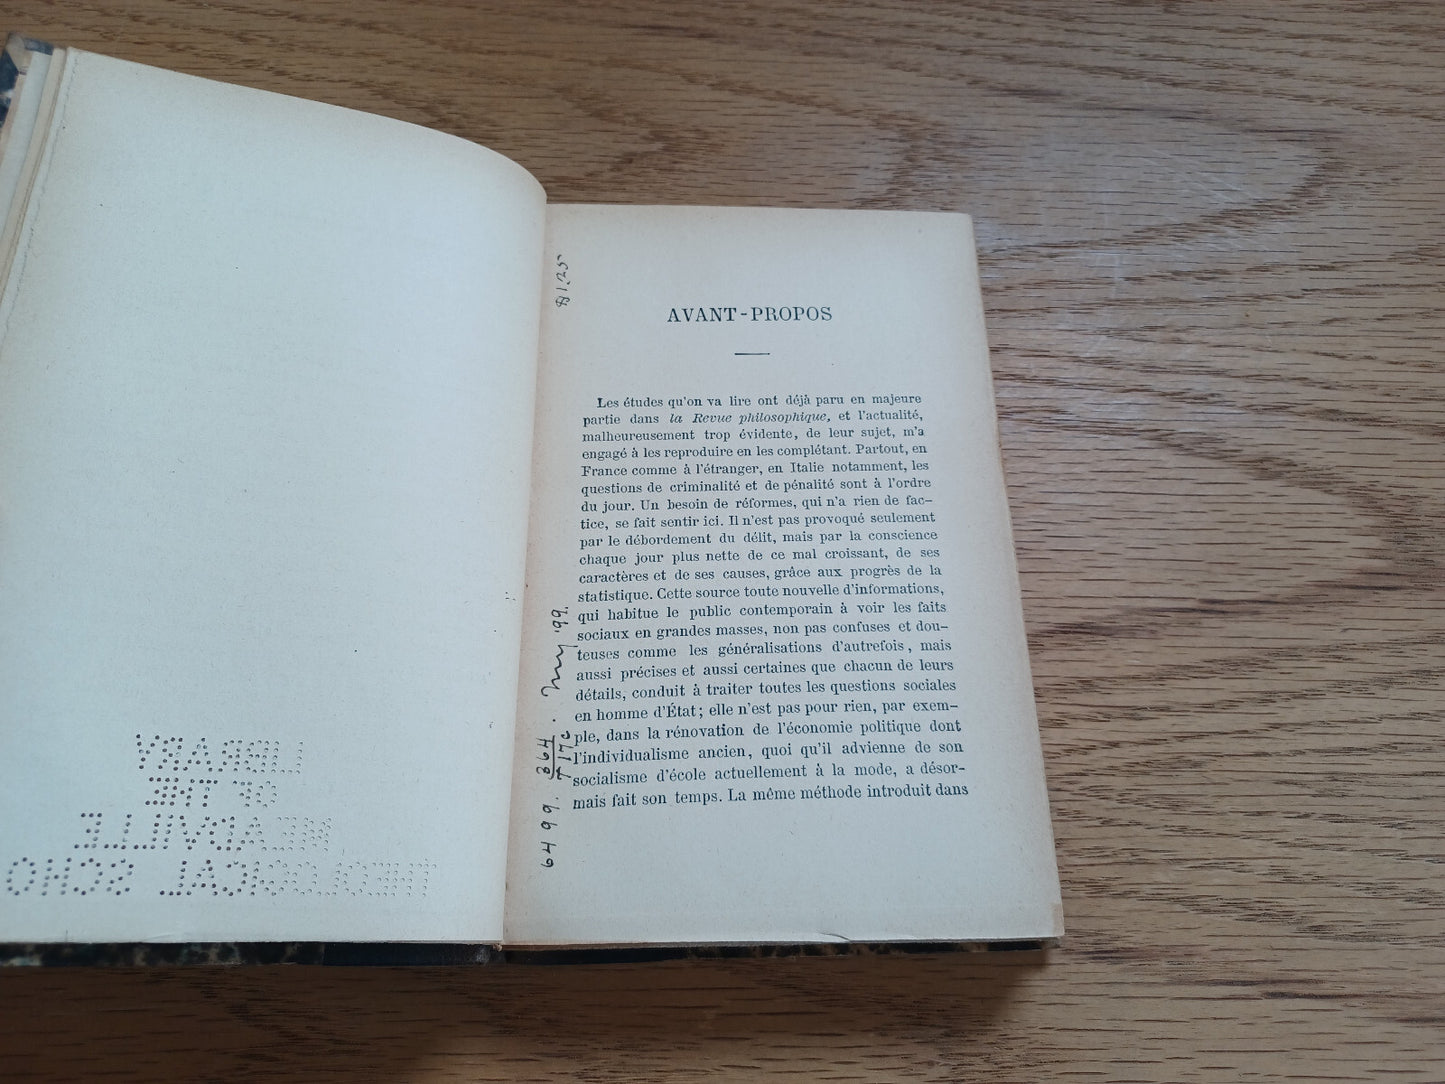 LIBRARY
OF THE
MEADVILLE
THEOLOGICAL SCHO
$1.25
6499. 364 / T17c . My '99.
AVANT-PROPOS
Les études qu'on va lire ont déjà paru en majeure
partie dans la Revue philosophique, et l'actualité,
malheureusement trop évidente, de leur sujet, m'a
engagé à les reproduire en les complétant. Partout, en
France comme à l'étranger, en Italie notamment, les
questions de criminalité et de pénalité sont à l'ordre
du jour. Un besoin de réformes, qui n'a rien de fac-
tice, se fait sentir ici. Il n'est pas provoqué seulement
par le débordement du délit, mais par la conscience
chaque jour plus nette de ce mal croissant, de ses
caractères et de ses causes, grâce aux progrès de la
statistique. Cette source toute nouvelle d'informations,
qui habitue le public contemporain à voir les faits
sociaux en grandes masses, non pas confuses et dou-
teuses comme les généralisations d'autrefois, mais
aussi précises et aussi certaines que chacun de leurs
détails, conduit à traiter toutes les questions sociales
en homme d'État; elle n'est pas pour rien, par exem-
ple, dans la rénovation de l'économie politique dont
l'individualisme ancien, quoi qu'il advienne de son
socialisme d'école actuellement à la mode, a désor-
mais fait son temps. La même méthode introduit dans